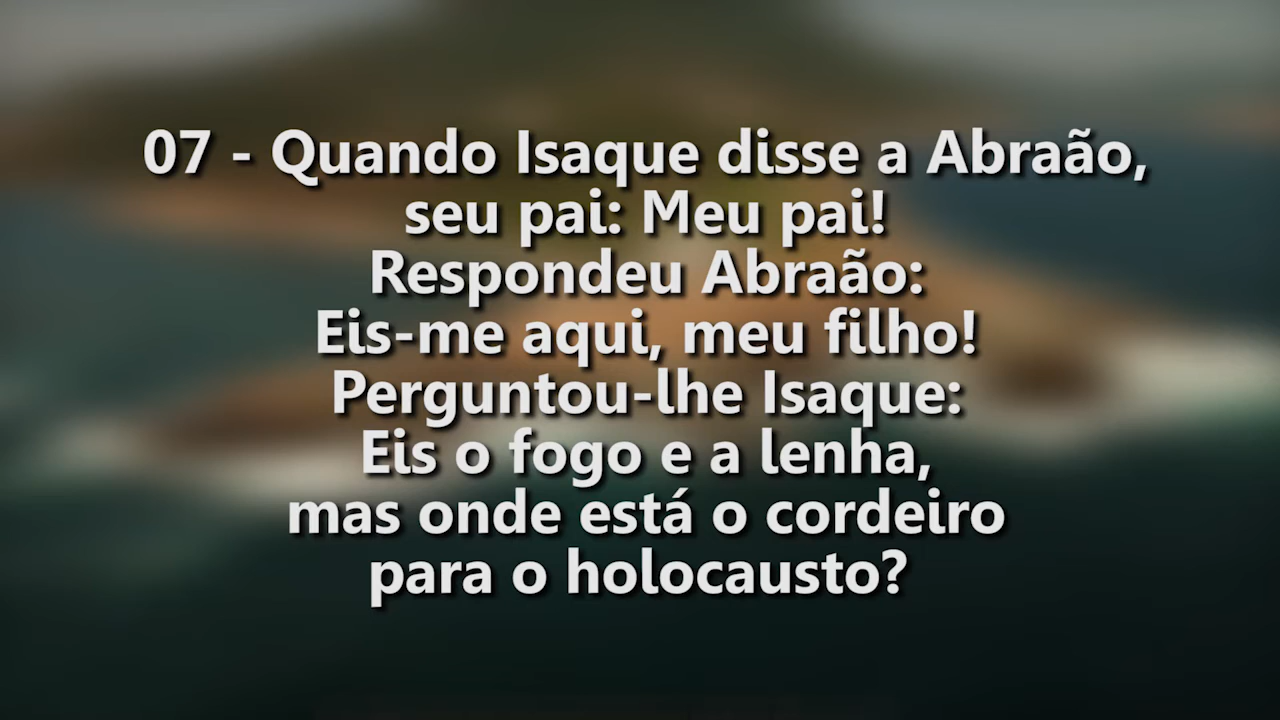 07 - Quando Isaque disse a Abraão,
seu pai: Meu pai!
Respondeu Abraão:
Eis-me aqui, meu filho!
Perguntou-lhe Isaque:
Eis o fogo e a lenha,
mas onde está o cordeiro
para o holocausto?